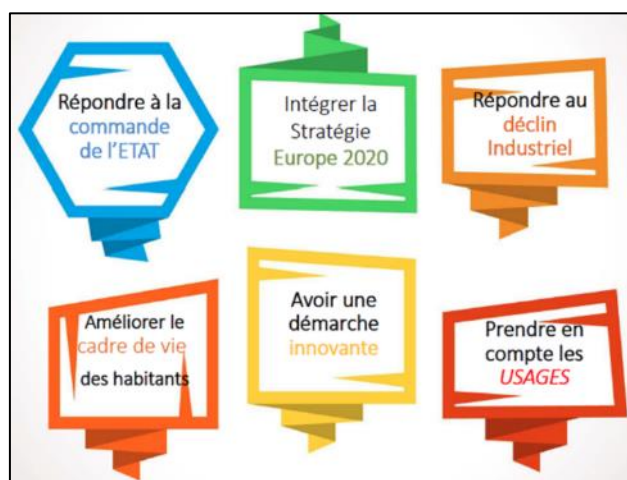 Répondre à la
commande
de l'ETAT
Intégrer la
Stratégie
Europe 2020
Répondre au
déclin
Industriel
Améliorer le
cadre de vie
des habitants
Avoir une
démarche
innovante
Prendre en
compte les
USAGES